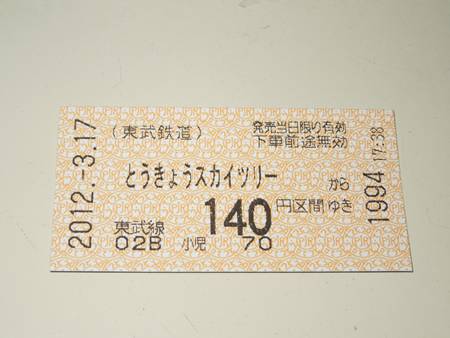 2012.-3.17
(東武鉄道)
発売当日限り有効
下車前途無効
とうきょうスカイツリー から
東武線 140 円区間ゆき
02B 小児 70
1994 17:38